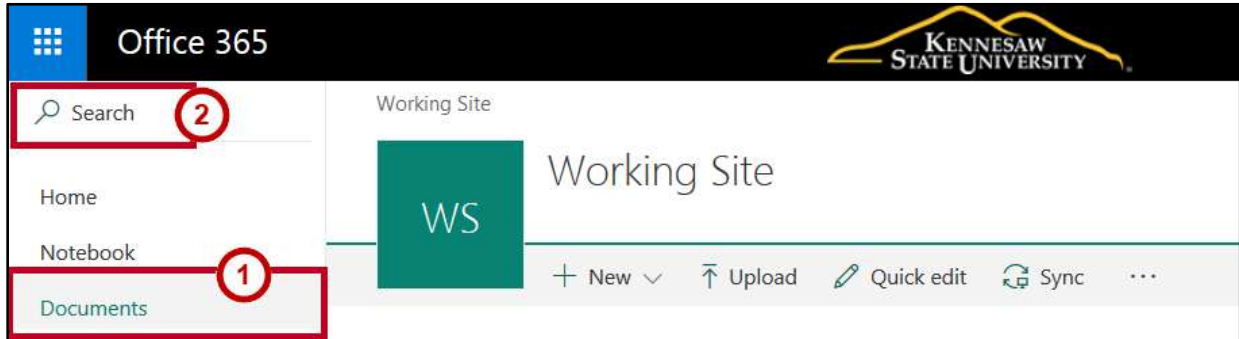 Office 365
KENNESAW
STATE UNIVERSITY
Search
2
Home
Notebook
1
Documents
Working Site
WS
Working Site
New
Upload
Quick edit
Sync
...